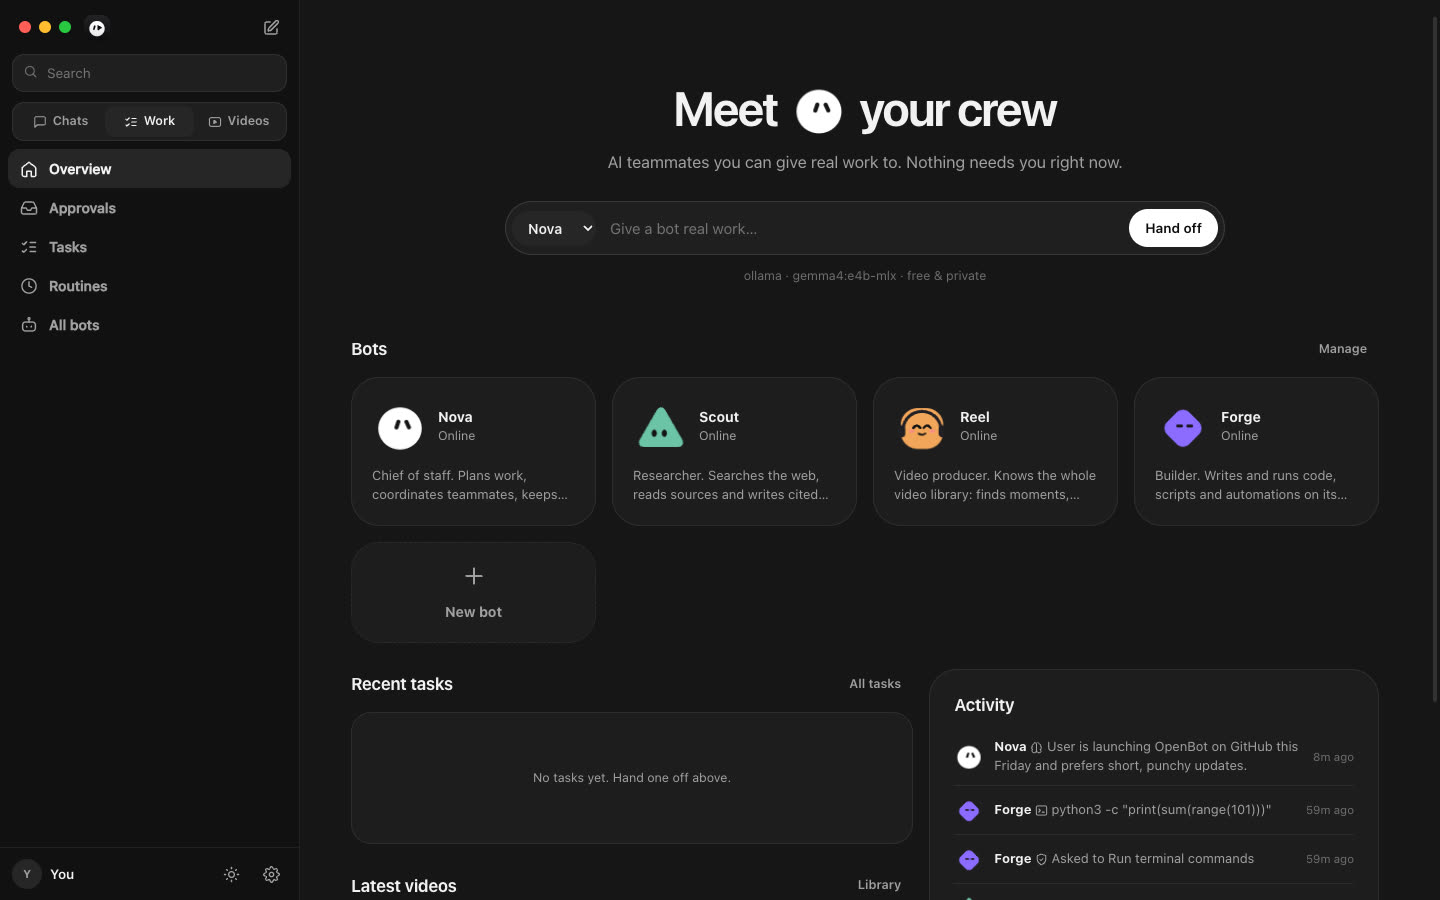 Search
Chats
Work
Videos
Overview
Approvals
Tasks
Routines
All bots
Y
You
Meet your crew
AI teammates you can give real work to. Nothing needs you right now.
Nova
Give a bot real work...
Hand off
ollama · gemma4:e4b-mlx · free & private
Bots
Manage
Nova
Online
Chief of staff. Plans work,
coordinates teammates, keeps...
Scout
Online
Researcher. Searches the web,
reads sources and writes cited...
Reel
Online
Video producer. Knows the whole
video library: finds moments,...
Forge
Online
Builder. Writes and runs code,
scripts and automations on its...
New bot
Recent tasks
All tasks
No tasks yet. Hand one off above.
Latest videos
Library
Activity
Nova User is launching OpenBot on GitHub this
Friday and prefers short, punchy updates.
8m ago
Forge python3 -c "print(sum(range(101)))"
59m ago
Forge Asked to Run terminal commands
59m ago